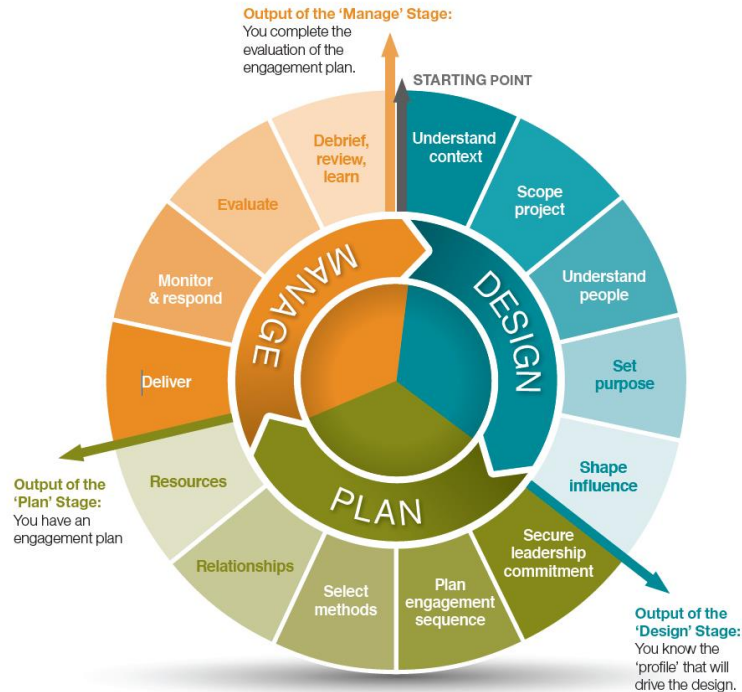 Output of the ‘Manage’ Stage:
You complete the
evaluation of the
engagement plan.
STARTING POINT
Understand
context
Scope
project
Understand
people
Set
purpose
Shape
influence
Secure
leadership
commitment
Plan
engagement
sequence
Select
methods
Relationships
Resources
Deliver
Monitor
& respond
Evaluate
Debrief,
review,
learn
DESIGN
PLAN
MANAGE
Output of the
‘Plan’ Stage:
You have an
engagement plan
Output of the
‘Design’ Stage:
You know the
‘profile’ that will
drive the design.